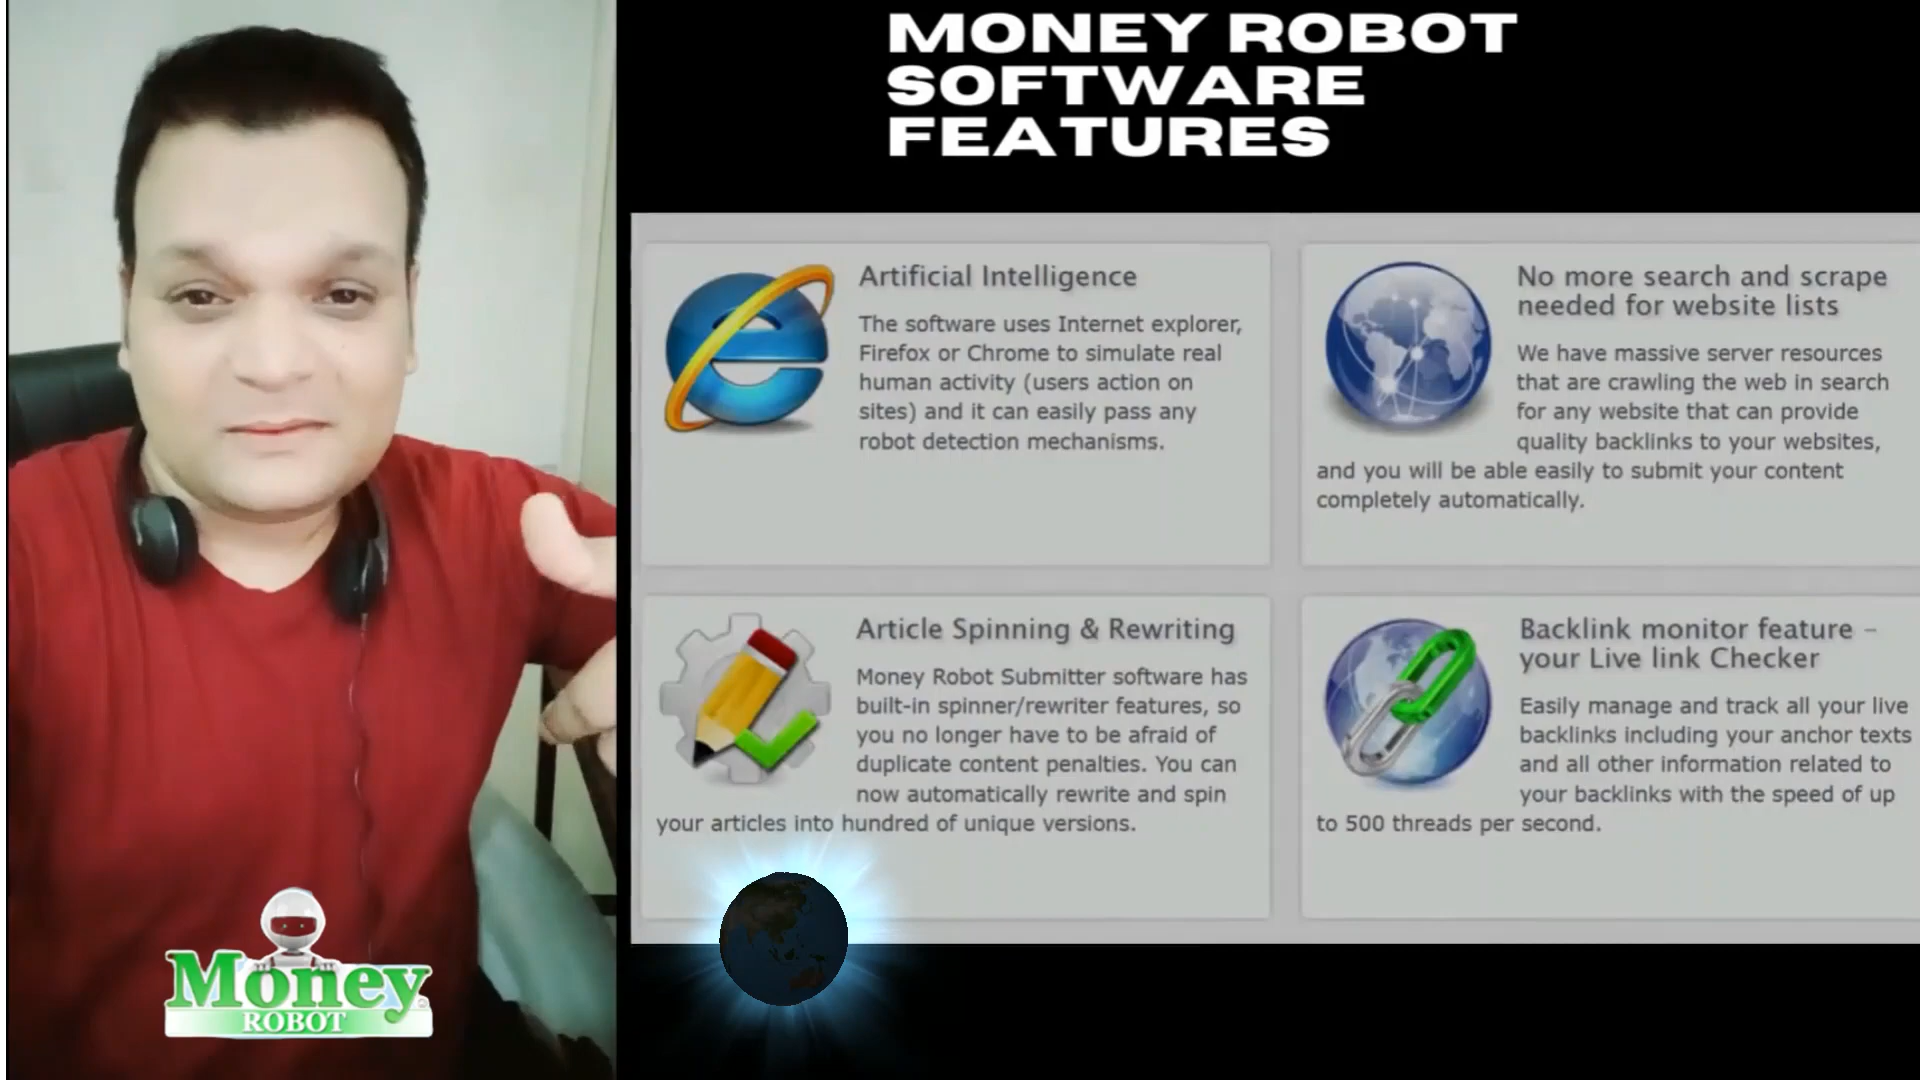 MONEY ROBOT
SOFTWARE
FEATURES
Artificial Intelligence
The software uses Internet explorer,
Firefox or Chrome to simulate real
human activity (users action on
sites) and it can easily pass any
robot detection mechanisms.
No more search and scrape
needed for website lists
We have massive server resources
that are crawling the web in search
for any website that can provide
quality backlinks to your websites,
and you will be able easily to submit your content
completely automatically.
Article Spinning & Rewriting
Money Robot Submitter software has
built-in spinner/rewriter features, so
you no longer have to be afraid of
duplicate content penalties. You can
now automatically rewrite and spin
your articles into hundred of unique versions.
Backlink monitor feature –
your Live link Checker
Easily manage and track all your live
backlinks including your anchor texts
and all other information related to
your backlinks with the speed of up
to 500 threads per second.
Money
ROBOT